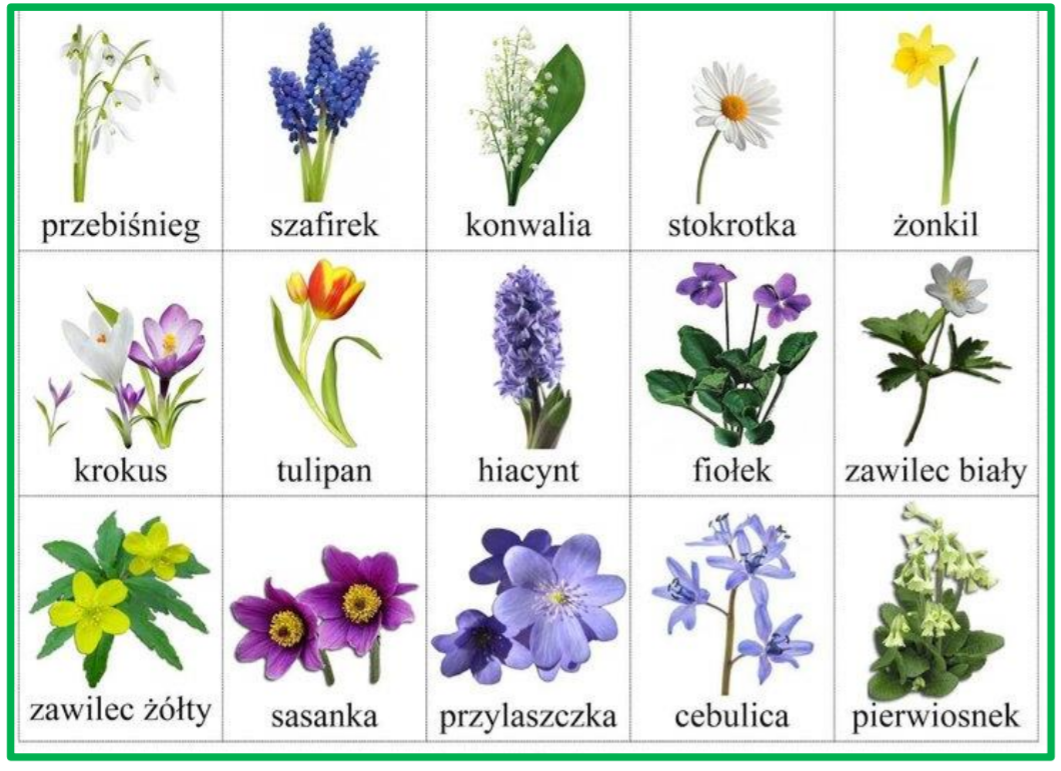 przebiśnieg
szafirek
konwalia
stokrotka
żonkil
krokus
tulipan
hiacynt
fiołek
zawilec biały
zawilec żółty
sasanka
przylaszczka
cebulica
pierwiosnek